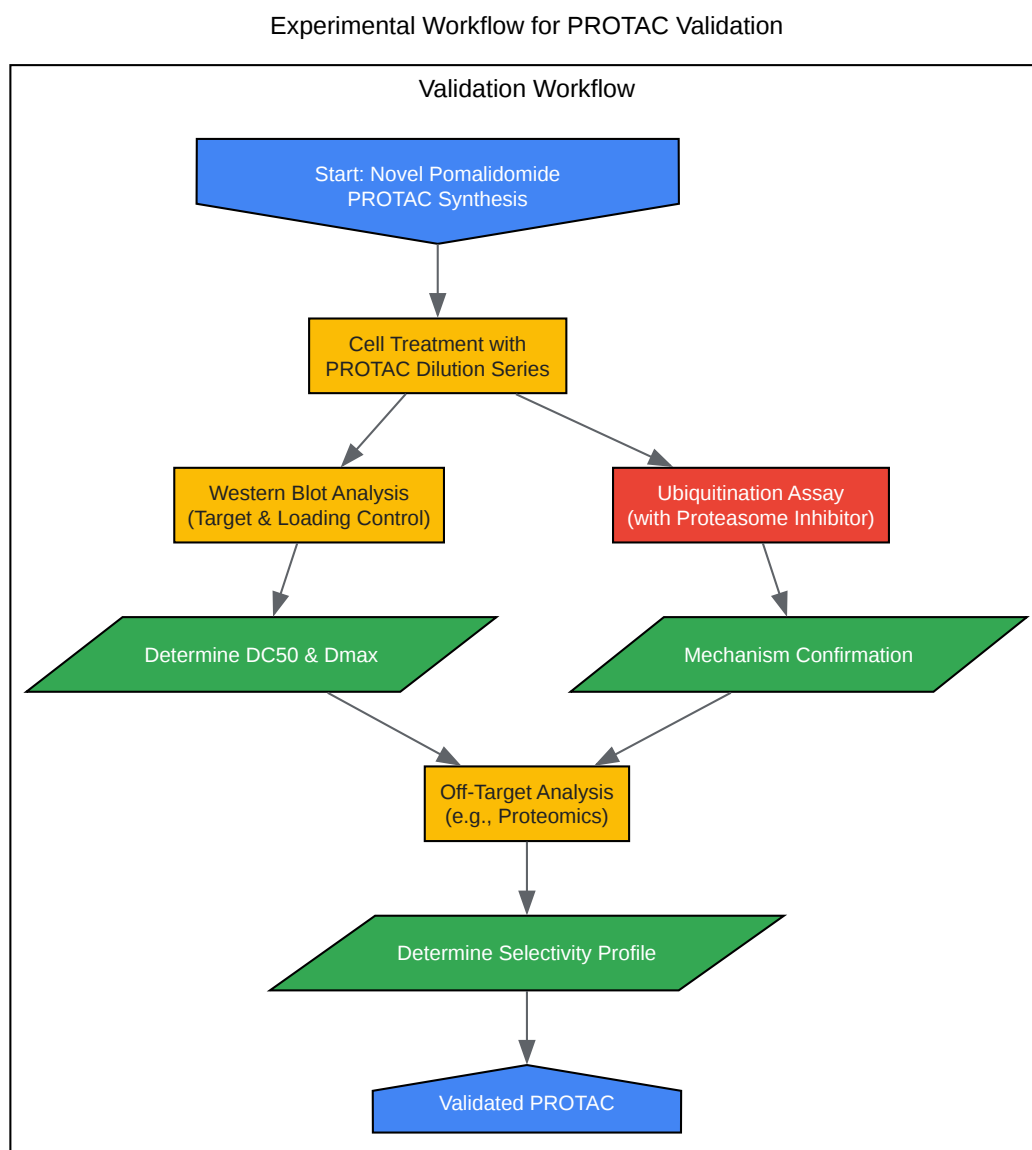 Experimental Workflow for PROTAC Validation
Validation Workflow
Start: Novel Pomalidomide
PROTAC Synthesis
Cell Treatment with
PROTAC Dilution Series
Western Blot Analysis
(Target & Loading Control)
Ubiquitination Assay
(with Proteasome Inhibitor)
Determine DC50 & Dmax
Mechanism Confirmation
Off-Target Analysis
(e.g., Proteomics)
Determine Selectivity Profile
Validated PROTAC